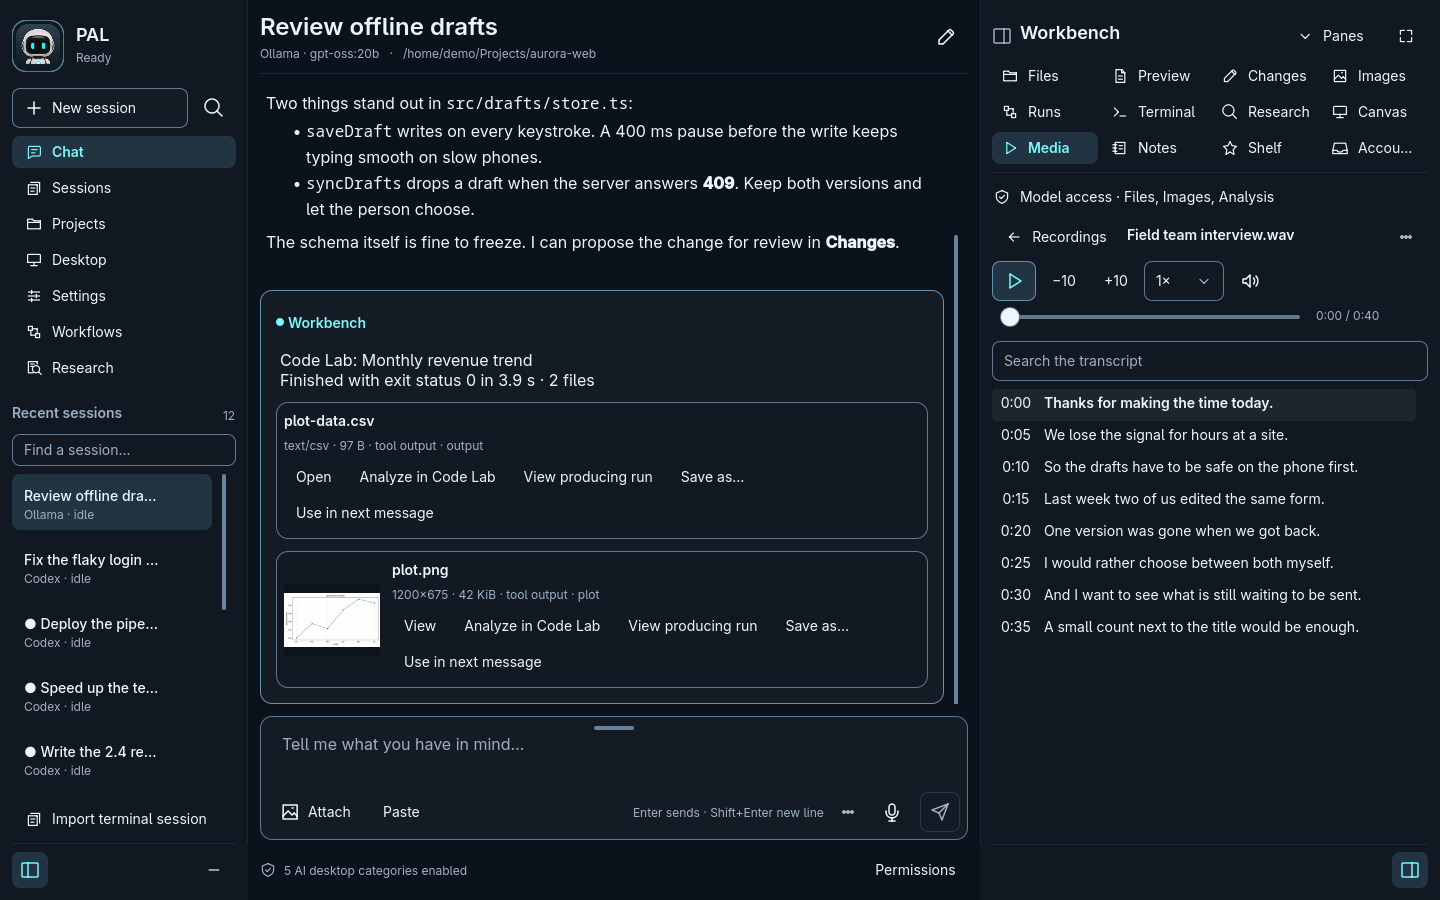 PAL
Ready
New session
Chat
Sessions
Projects
Desktop
Settings
Workflows
Research
Recent sessions
12
Find a session...
Review offline dra...
Ollama · idle
Fix the flaky login ...
Codex · idle
Deploy the pipe...
Codex · idle
Speed up the te...
Codex · idle
Write the 2.4 re...
Codex · idle
Import terminal session
Review offline drafts
Ollama · gpt-oss:20b · /home/demo/Projects/aurora-web
Two things stand out in src/drafts/store.ts:
• saveDraft writes on every keystroke. A 400 ms pause before the write keeps
typing smooth on slow phones.
• syncDrafts drops a draft when the server answers 409. Keep both versions and
let the person choose.
The schema itself is fine to freeze. I can propose the change for review in Changes.
Workbench
Code Lab: Monthly revenue trend
Finished with exit status 0 in 3.9 s · 2 files
plot-data.csv
text/csv · 97 B · tool output · output
Open Analyze in Code Lab View producing run Save as...
Use in next message
plot.png
1200×675 · 42 KiB · tool output · plot
View Analyze in Code Lab View producing run Save as...
Use in next message
Tell me what you have in mind...
Attach Paste Enter sends · Shift+Enter new line
5 AI desktop categories enabled
Permissions
Workbench
Panes
Files Preview Changes Images
Runs Terminal Research Canvas
Media Notes Shelf Accou...
Model access · Files, Images, Analysis
Recordings Field team interview.wav
−10 +10 1×
0:00 / 0:40
Search the transcript
0:00 Thanks for making the time today.
0:05 We lose the signal for hours at a site.
0:10 So the drafts have to be safe on the phone first.
0:15 Last week two of us edited the same form.
0:20 One version was gone when we got back.
0:25 I would rather choose between both myself.
0:30 And I want to see what is still waiting to be sent.
0:35 A small count next to the title would be enough.